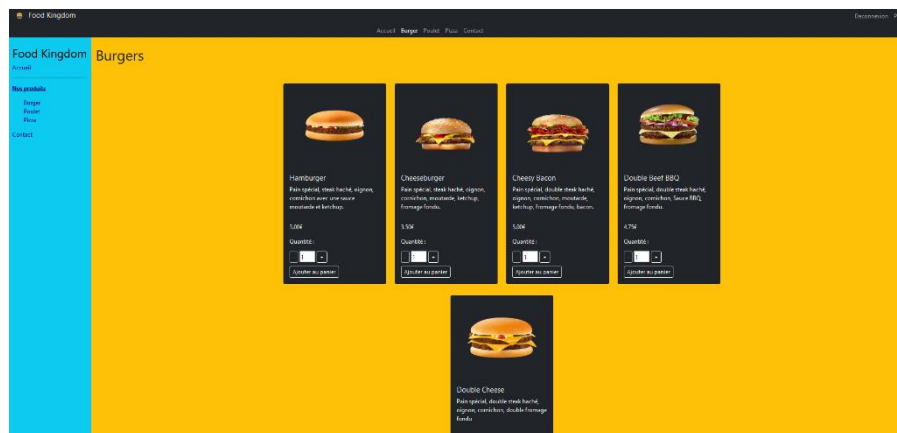 Food Kingdom
Deconnexion
Accueil Burger Poulet Pizza Contact
Food Kingdom
Accueil
Nos produits
Burger
Poulet
Pizza
Contact
Burgers
Hamburger
Pain spécial, steak haché, oignon,
cornichon avec une sauce
moutarde et ketchup.
3.00€
Quantité :
1
+
Ajouter au panier
Cheeseburger
Pain spécial, steak haché, oignon,
cornichon, moutarde, ketchup,
fromage fondu.
3.50€
Quantité :
1
+
Ajouter au panier
Cheesy Bacon
Pain spécial, double steak haché,
oignon, cornichon, moutarde,
ketchup, fromage fondu, bacon.
5.00€
Quantité :
1
+
Ajouter au panier
Double Beef BBQ
Pain spécial, double steak haché,
oignon, cornichon, Sauce BBQ,
fromage fondu.
4.75€
Quantité :
1
+
Ajouter au panier
Double Cheese
Pain spécial, double steak haché,
oignon, cornichon, double fromage
fondu